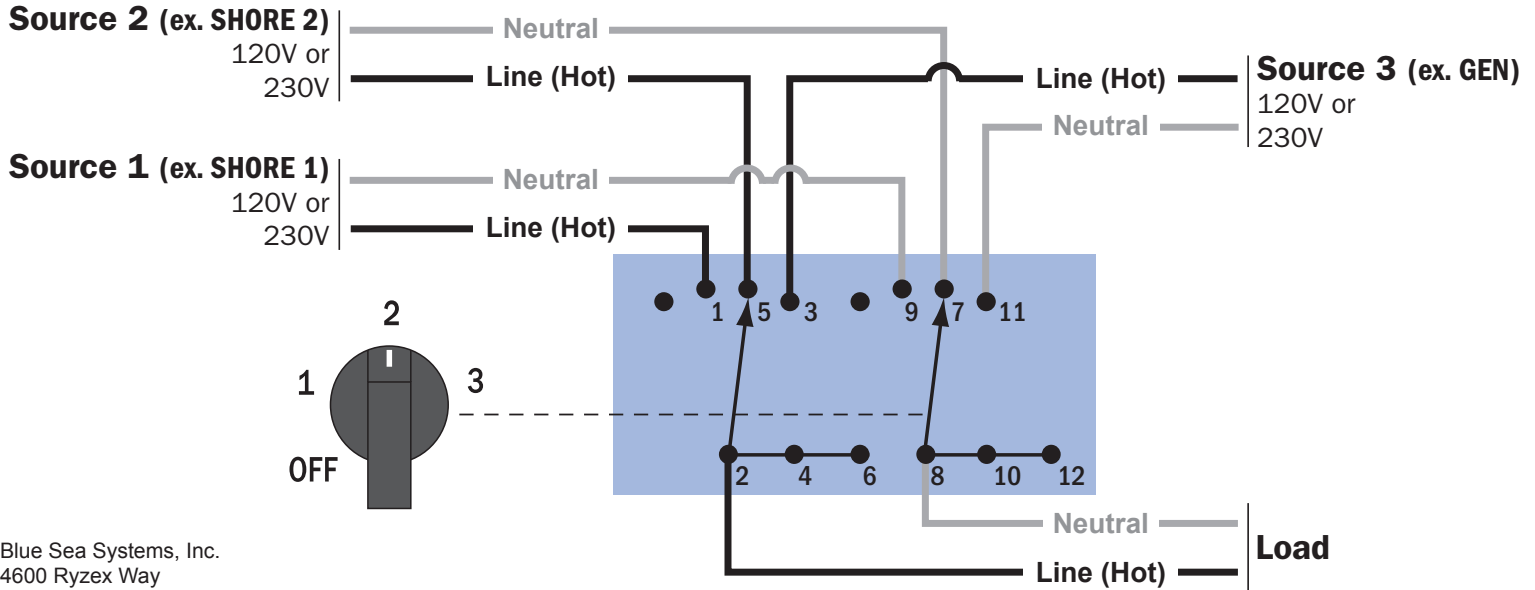 Source 2 (ex. SHORE 2)
120V or
230V
Neutral
Line (Hot)
Line (Hot)
Neutral
Source 3 (ex. GEN)
120V or
230V
Source 1 (ex. SHORE 1)
120V or
230V
Neutral
Line (Hot)
1 5 3 9 7 11
2
1
3
OFF
2 4 6 8 10 12
Neutral
Line (Hot)
Load
Blue Sea Systems, Inc.
4600 Ryzex Way